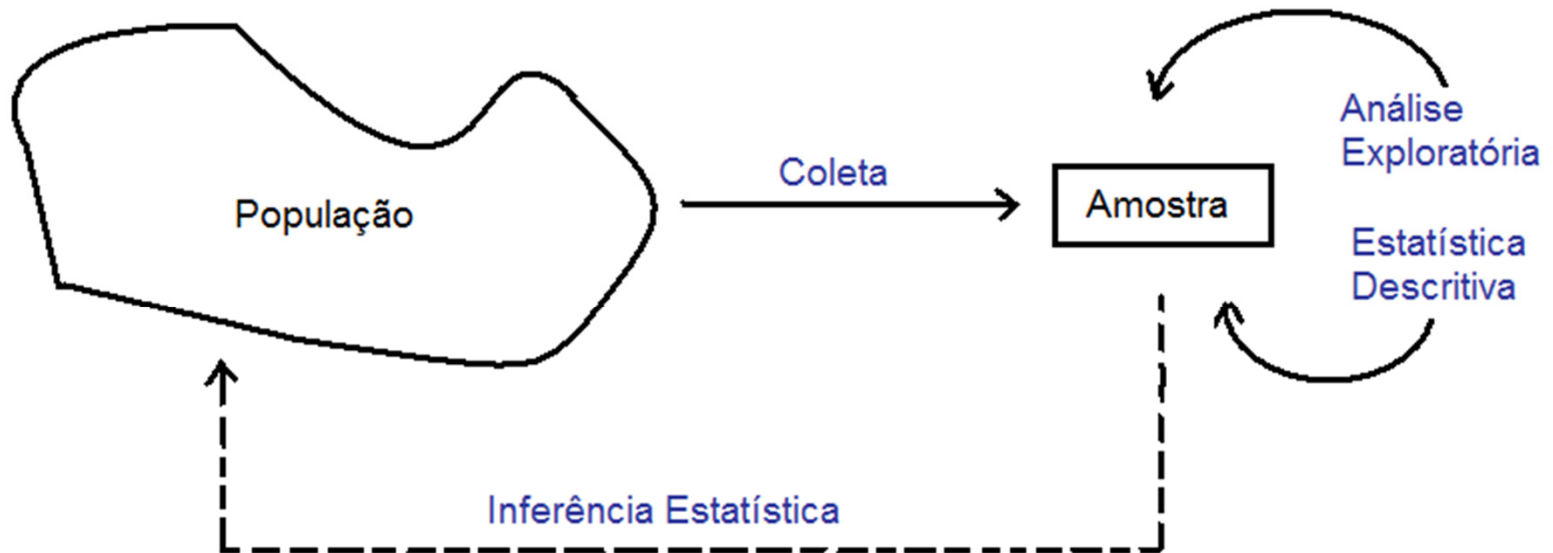 População
Coleta
Amostra
Análise
Exploratória
Estatística
Descritiva
Inferência Estatística